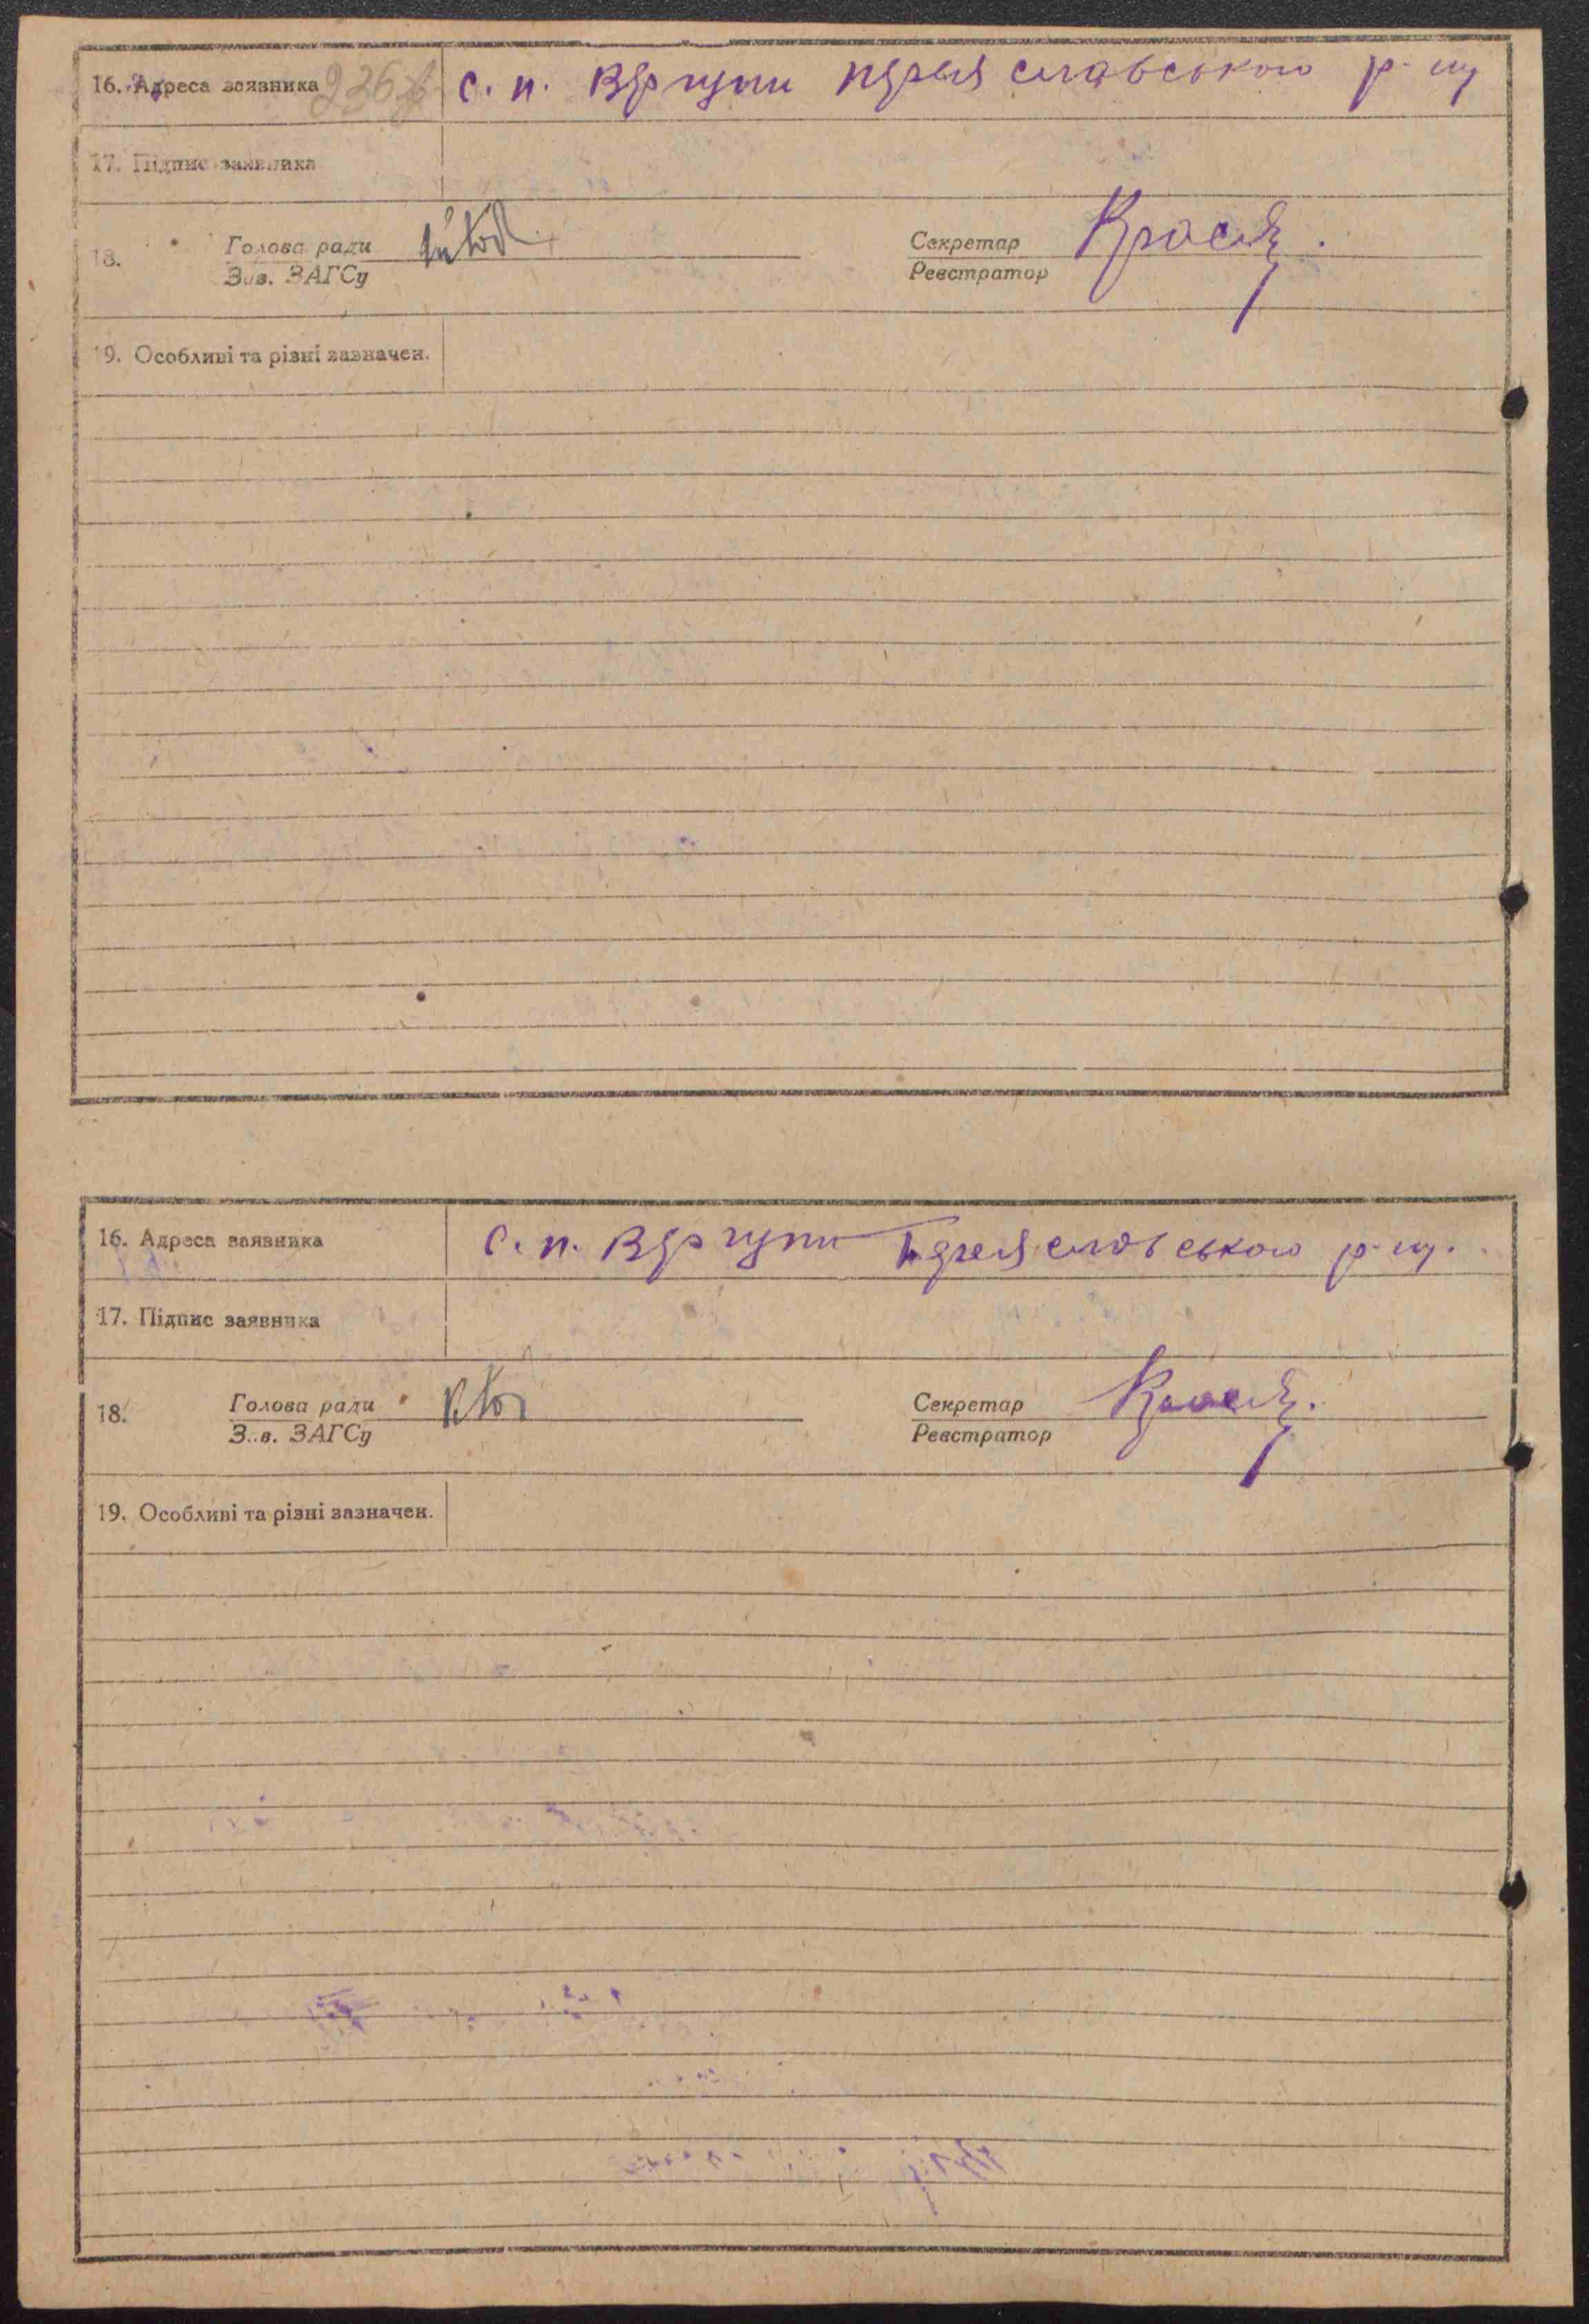 16. Адреса заявника 236 с. п. Вергуни переяславського р-ну
17. Підпис заявника
18. Голова ради Секретар
Зав. ЗАГСу Реєстратор
19. Особливі та різні зазначен.
16. Адреса заявника с. п. Вергуни Переяславського р-ну.
17. Підпис заявника
18. Голова ради Секретар
Зав. ЗАГСу Реєстратор
19. Особливі та різні зазначен.